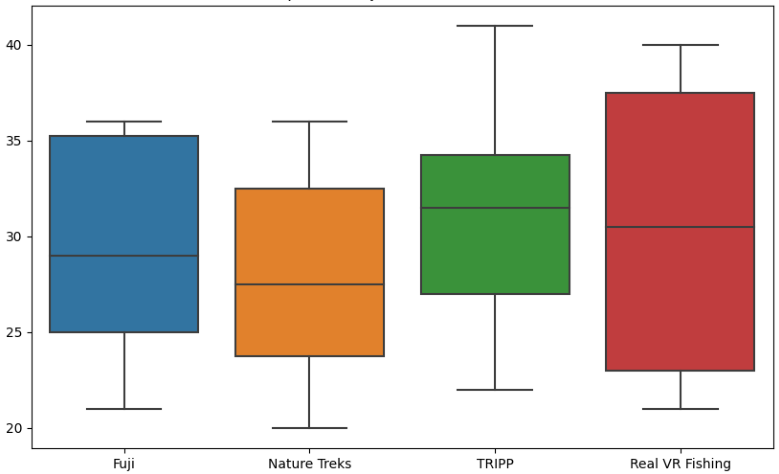 40
35
30
25
20
Fuji
Nature Treks
TRIPP
Real VR Fishing